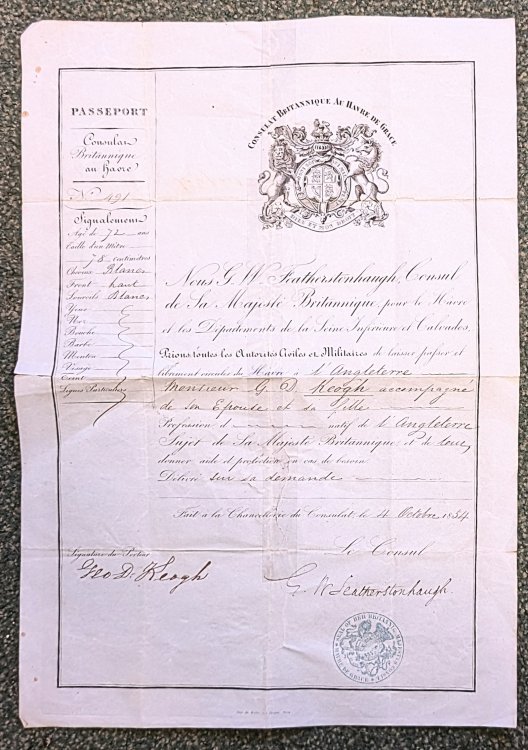 PASSEPORT
Consulat
Britannique
au Havre
N° 491
Signalement
Agé de 72 ans
Taille d'un Mètre
78 centimètres
Cheveux Blancs
Front haut
Sourcils Blancs
Yeux
Nez
Bouche
Barbe
Menton
Visage
Teint
Signes Particuliers
CONSULAT BRITANNIQUE AU HAVRE DE GRACE
DIEU ET MON DROIT
Nous G. W. Featherstonhaugh, Consul
de Sa Majesté Britannique, pour le Havre
et les Départements de la Seine Inférieure et Calvados,
Prions toutes les Autorités Civiles et Militaires de laisser passer et
librement circuler du Havre à l'Angleterre
Monsieur G. D. Keogh accompagné
de son Epouse et sa fille
Profession d natif de l'Angleterre
Sujet de Sa Majesté Britannique, et de leur
donner aide et protection en cas de besoin.
Délivré sur sa demande
Fait à la Chancellerie du Consulat, le 4 Octobre 1854
Signature du Porteur
Geo D. Keogh
Le Consul
G W Featherstonhaugh.